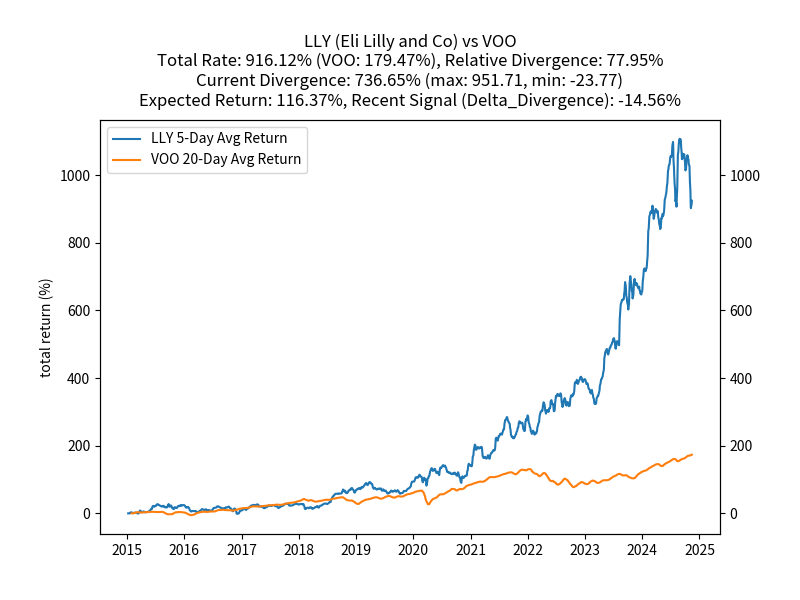 LLY (Eli Lilly and Co) vs VOO
Total Rate: 916.12% (VOO: 179.47%), Relative Divergence: 77.95%
Current Divergence: 736.65% (max: 951.71, min: -23.77)
Expected Return: 116.37%, Recent Signal (Delta_Divergence): -14.56%
LLY 5-Day Avg Return
VOO 20-Day Avg Return
total return (%)
1000 1000
800 800
600 600
400 400
200 200
0 0
2015 2016 2017 2018 2019 2020 2021 2022 2023 2024 2025